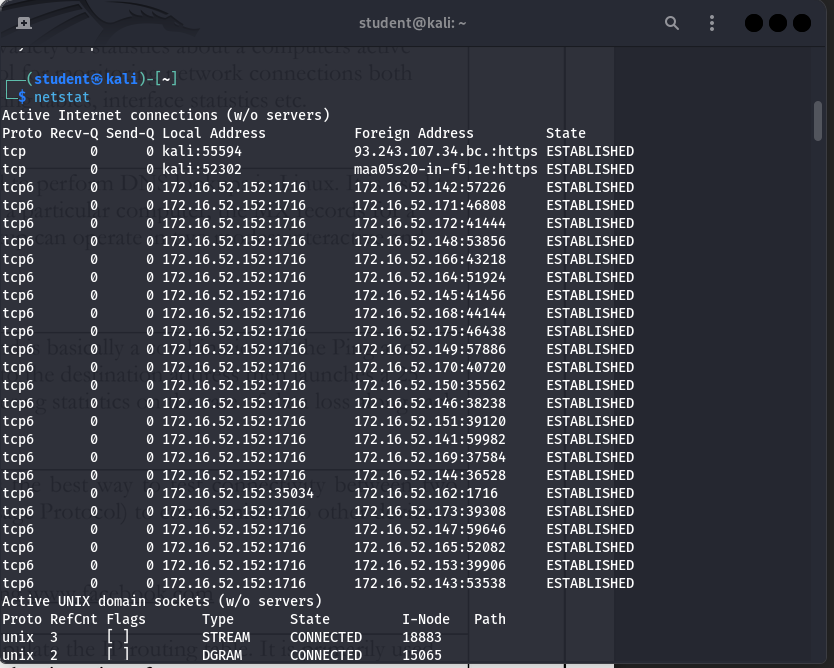 student@kali: ~
┌──(student㉿kali)-[~]
└─$ netstat
Active Internet connections (w/o servers)
Proto Recv-Q Send-Q Local Address           Foreign Address         State
tcp        0      0 kali:55594              93.243.107.34.bc.:https ESTABLISHED
tcp        0      0 kali:52302              maa05s20-in-f5.1e:https ESTABLISHED
tcp6       0      0 172.16.52.152:1716      172.16.52.142:57226     ESTABLISHED
tcp6       0      0 172.16.52.152:1716      172.16.52.171:46808     ESTABLISHED
tcp6       0      0 172.16.52.152:1716      172.16.52.172:41444     ESTABLISHED
tcp6       0      0 172.16.52.152:1716      172.16.52.148:53856     ESTABLISHED
tcp6       0      0 172.16.52.152:1716      172.16.52.166:43218     ESTABLISHED
tcp6       0      0 172.16.52.152:1716      172.16.52.164:51924     ESTABLISHED
tcp6       0      0 172.16.52.152:1716      172.16.52.145:41456     ESTABLISHED
tcp6       0      0 172.16.52.152:1716      172.16.52.168:44144     ESTABLISHED
tcp6       0      0 172.16.52.152:1716      172.16.52.175:46438     ESTABLISHED
tcp6       0      0 172.16.52.152:1716      172.16.52.149:57886     ESTABLISHED
tcp6       0      0 172.16.52.152:1716      172.16.52.170:40720     ESTABLISHED
tcp6       0      0 172.16.52.152:1716      172.16.52.150:35562     ESTABLISHED
tcp6       0      0 172.16.52.152:1716      172.16.52.146:38238     ESTABLISHED
tcp6       0      0 172.16.52.152:1716      172.16.52.151:39120     ESTABLISHED
tcp6       0      0 172.16.52.152:1716      172.16.52.141:59982     ESTABLISHED
tcp6       0      0 172.16.52.152:1716      172.16.52.169:37584     ESTABLISHED
tcp6       0      0 172.16.52.152:1716      172.16.52.144:36528     ESTABLISHED
tcp6       0      0 172.16.52.152:35034     172.16.52.162:1716      ESTABLISHED
tcp6       0      0 172.16.52.152:1716      172.16.52.173:39308     ESTABLISHED
tcp6       0      0 172.16.52.152:1716      172.16.52.147:59646     ESTABLISHED
tcp6       0      0 172.16.52.152:1716      172.16.52.165:52082     ESTABLISHED
tcp6       0      0 172.16.52.152:1716      172.16.52.153:39906     ESTABLISHED
tcp6       0      0 172.16.52.152:1716      172.16.52.143:53538     ESTABLISHED
Active UNIX domain sockets (w/o servers)
Proto RefCnt Flags       Type       State         I-Node   Path
unix  3      [ ]         STREAM     CONNECTED     18883
unix  2      [ ]         DGRAM      CONNECTED     15065